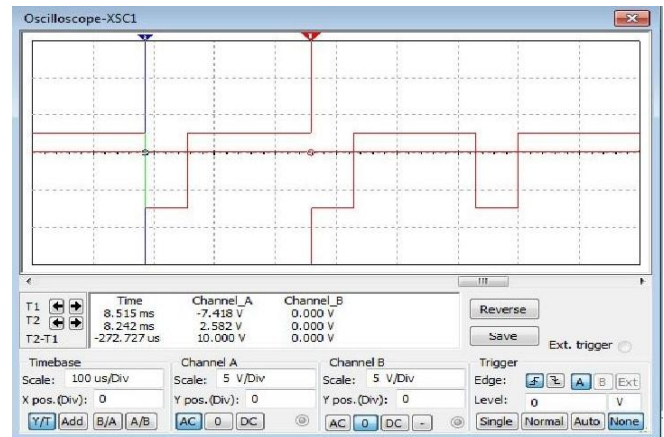 Oscilloscope-XSC1
Time Channel_A Channel_B
T1 8.515 ms -7.418 V 0.000 V
T2 8.242 ms 2.582 V 0.000 V
T2-T1 -272.727 us 10.000 V 0.000 V
Reverse
Save
Ext. trigger
Timebase
Scale: 100 us/Div
X pos.(Div): 0
Y/T Add B/A A/B
Channel A
Scale: 5 V/Div
Y pos.(Div): 0
AC 0 DC
Channel B
Scale: 5 V/Div
Y pos.(Div): 0
AC 0 DC -
Trigger
Edge: A B Ext
Level: 0 V
Single Normal Auto None